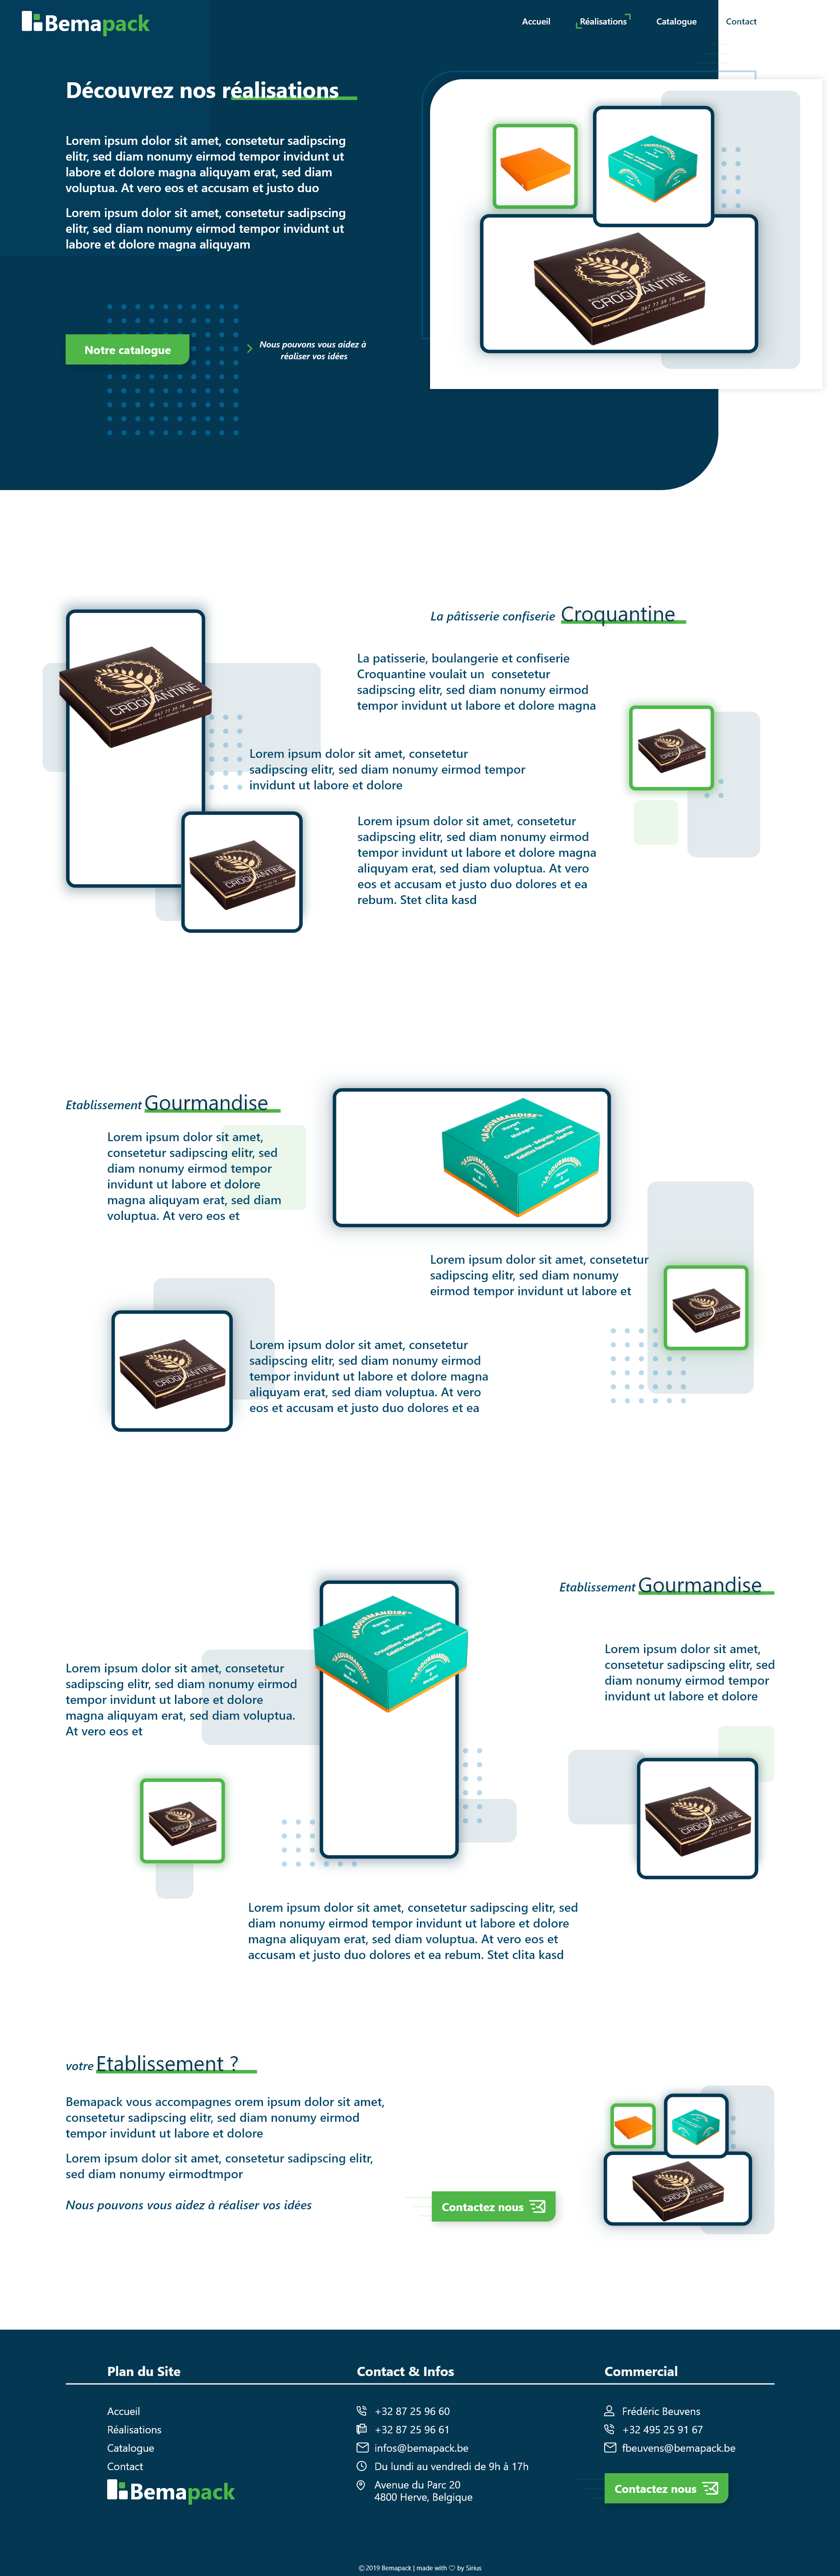 Bemapack
Accueil
Réalisations
Catalogue
Contact
Découvrez nos réalisations
Lorem ipsum dolor sit amet, consetetur sadipscing
elitr, sed diam nonumy eirmod tempor invidunt ut
labore et dolore magna aliquyam erat, sed diam
voluptua. At vero eos et accusam et justo duo
Lorem ipsum dolor sit amet, consetetur sadipscing
elitr, sed diam nonumy eirmod tempor invidunt ut
labore et dolore magna aliquyam
Notre catalogue
Nous pouvons vous aidez à
réaliser vos idées
CROQUANTINE
067 77 39 78
La pâtisserie confiserie Croquantine
La patisserie, boulangerie et confiserie
Croquantine voulait un  consetetur
sadipscing elitr, sed diam nonumy eirmod
tempor invidunt ut labore et dolore magna
CROQUANTINE
067 77 39 78
Lorem ipsum dolor sit amet, consetetur
sadipscing elitr, sed diam nonumy eirmod tempor
invidunt ut labore et dolore
CROQUANTINE
CROQUANTINE
Lorem ipsum dolor sit amet, consetetur
sadipscing elitr, sed diam nonumy eirmod
tempor invidunt ut labore et dolore magna
aliquyam erat, sed diam voluptua. At vero
eos et accusam et justo duo dolores et ea
rebum. Stet clita kasd
Etablissement Gourmandise
Lorem ipsum dolor sit amet,
consetetur sadipscing elitr, sed
diam nonumy eirmod tempor
invidunt ut labore et dolore
magna aliquyam erat, sed diam
voluptua. At vero eos et
"LA GOURMANDISE"
Lorem ipsum dolor sit amet, consetetur
sadipscing elitr, sed diam nonumy
eirmod tempor invidunt ut labore et
CROQUANTINE
CROQUANTINE
Lorem ipsum dolor sit amet, consetetur
sadipscing elitr, sed diam nonumy eirmod
tempor invidunt ut labore et dolore magna
aliquyam erat, sed diam voluptua. At vero
eos et accusam et justo duo dolores et ea
Etablissement Gourmandise
"LA GOURMANDISE"
Lorem ipsum dolor sit amet,
consetetur sadipscing elitr, sed
diam nonumy eirmod tempor
invidunt ut labore et dolore
Lorem ipsum dolor sit amet, consetetur
sadipscing elitr, sed diam nonumy eirmod
tempor invidunt ut labore et dolore
magna aliquyam erat, sed diam voluptua.
At vero eos et
CROQUANTINE
CROQUANTINE
Lorem ipsum dolor sit amet, consetetur sadipscing elitr, sed
diam nonumy eirmod tempor invidunt ut labore et dolore
magna aliquyam erat, sed diam voluptua. At vero eos et
accusam et justo duo dolores et ea rebum. Stet clita kasd
votre Etablissement ?
Bemapack vous accompagnes orem ipsum dolor sit amet,
consetetur sadipscing elitr, sed diam nonumy eirmod
tempor invidunt ut labore et dolore
Lorem ipsum dolor sit amet, consetetur sadipscing elitr,
sed diam nonumy eirmodtmpor
Nous pouvons vous aidez à réaliser vos idées
Contactez nous
CROQUANTINE
Plan du Site
Accueil
Réalisations
Catalogue
Contact
Bemapack
Contact & Infos
+32 87 25 96 60
+32 87 25 96 61
infos@bemapack.be
Du lundi au vendredi de 9h à 17h
Avenue du Parc 20
4800 Herve, Belgique
Commercial
Frédéric Beuvens
+32 495 25 91 67
fbeuvens@bemapack.be
Contactez nous
©2019 Bemapack | made with ♡ by Sirius